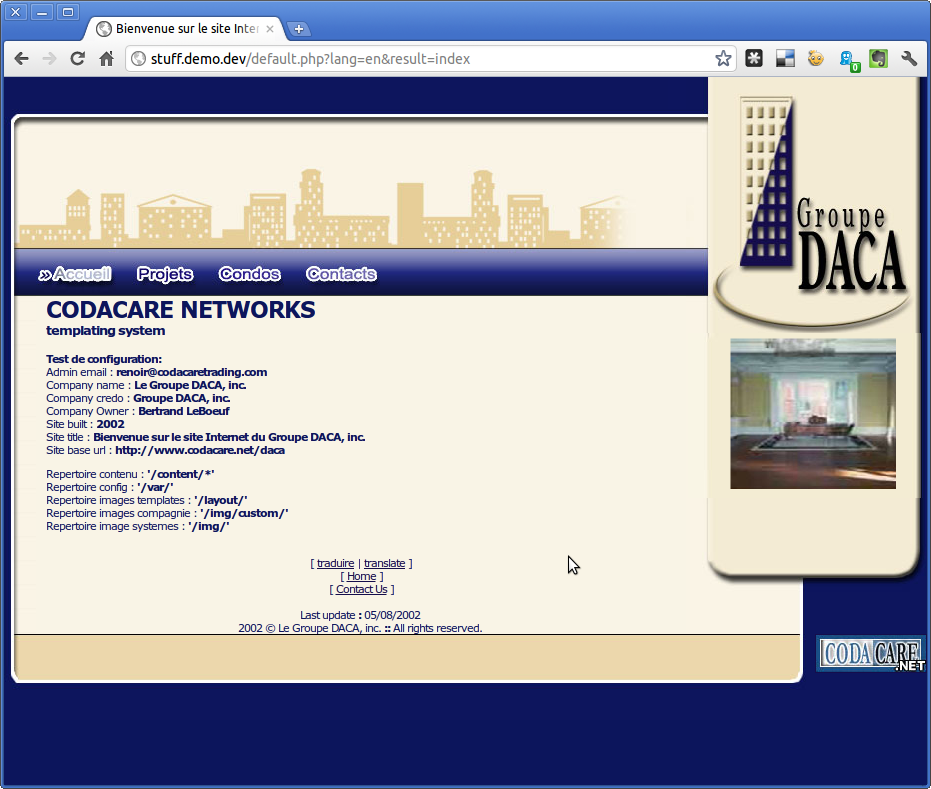 Bienvenue sur le site Inter
stuff.demo.dev/default.php?lang=en&result=index
0
Groupe
DACA
» Accueil Projets Condos Contacts
CODACARE NETWORKS
templating system
Test de configuration:
Admin email : renoir@codacaretrading.com
Company name : Le Groupe DACA, inc.
Company credo : Groupe DACA, inc.
Company Owner : Bertrand LeBoeuf
Site built : 2002
Site title : Bienvenue sur le site Internet du Groupe DACA, inc.
Site base url : http://www.codacare.net/daca
Repertoire contenu : '/content/*'
Repertoire config : '/var/'
Repertoire images templates : '/layout/'
Repertoire images compagnie : '/img/custom/'
Repertoire image systemes : '/img/'
[ traduire | translate ]
[ Home ]
[ Contact Us ]
Last update : 05/08/2002
2002 © Le Groupe DACA, inc. :: All rights reserved.
CODACARE
.NET